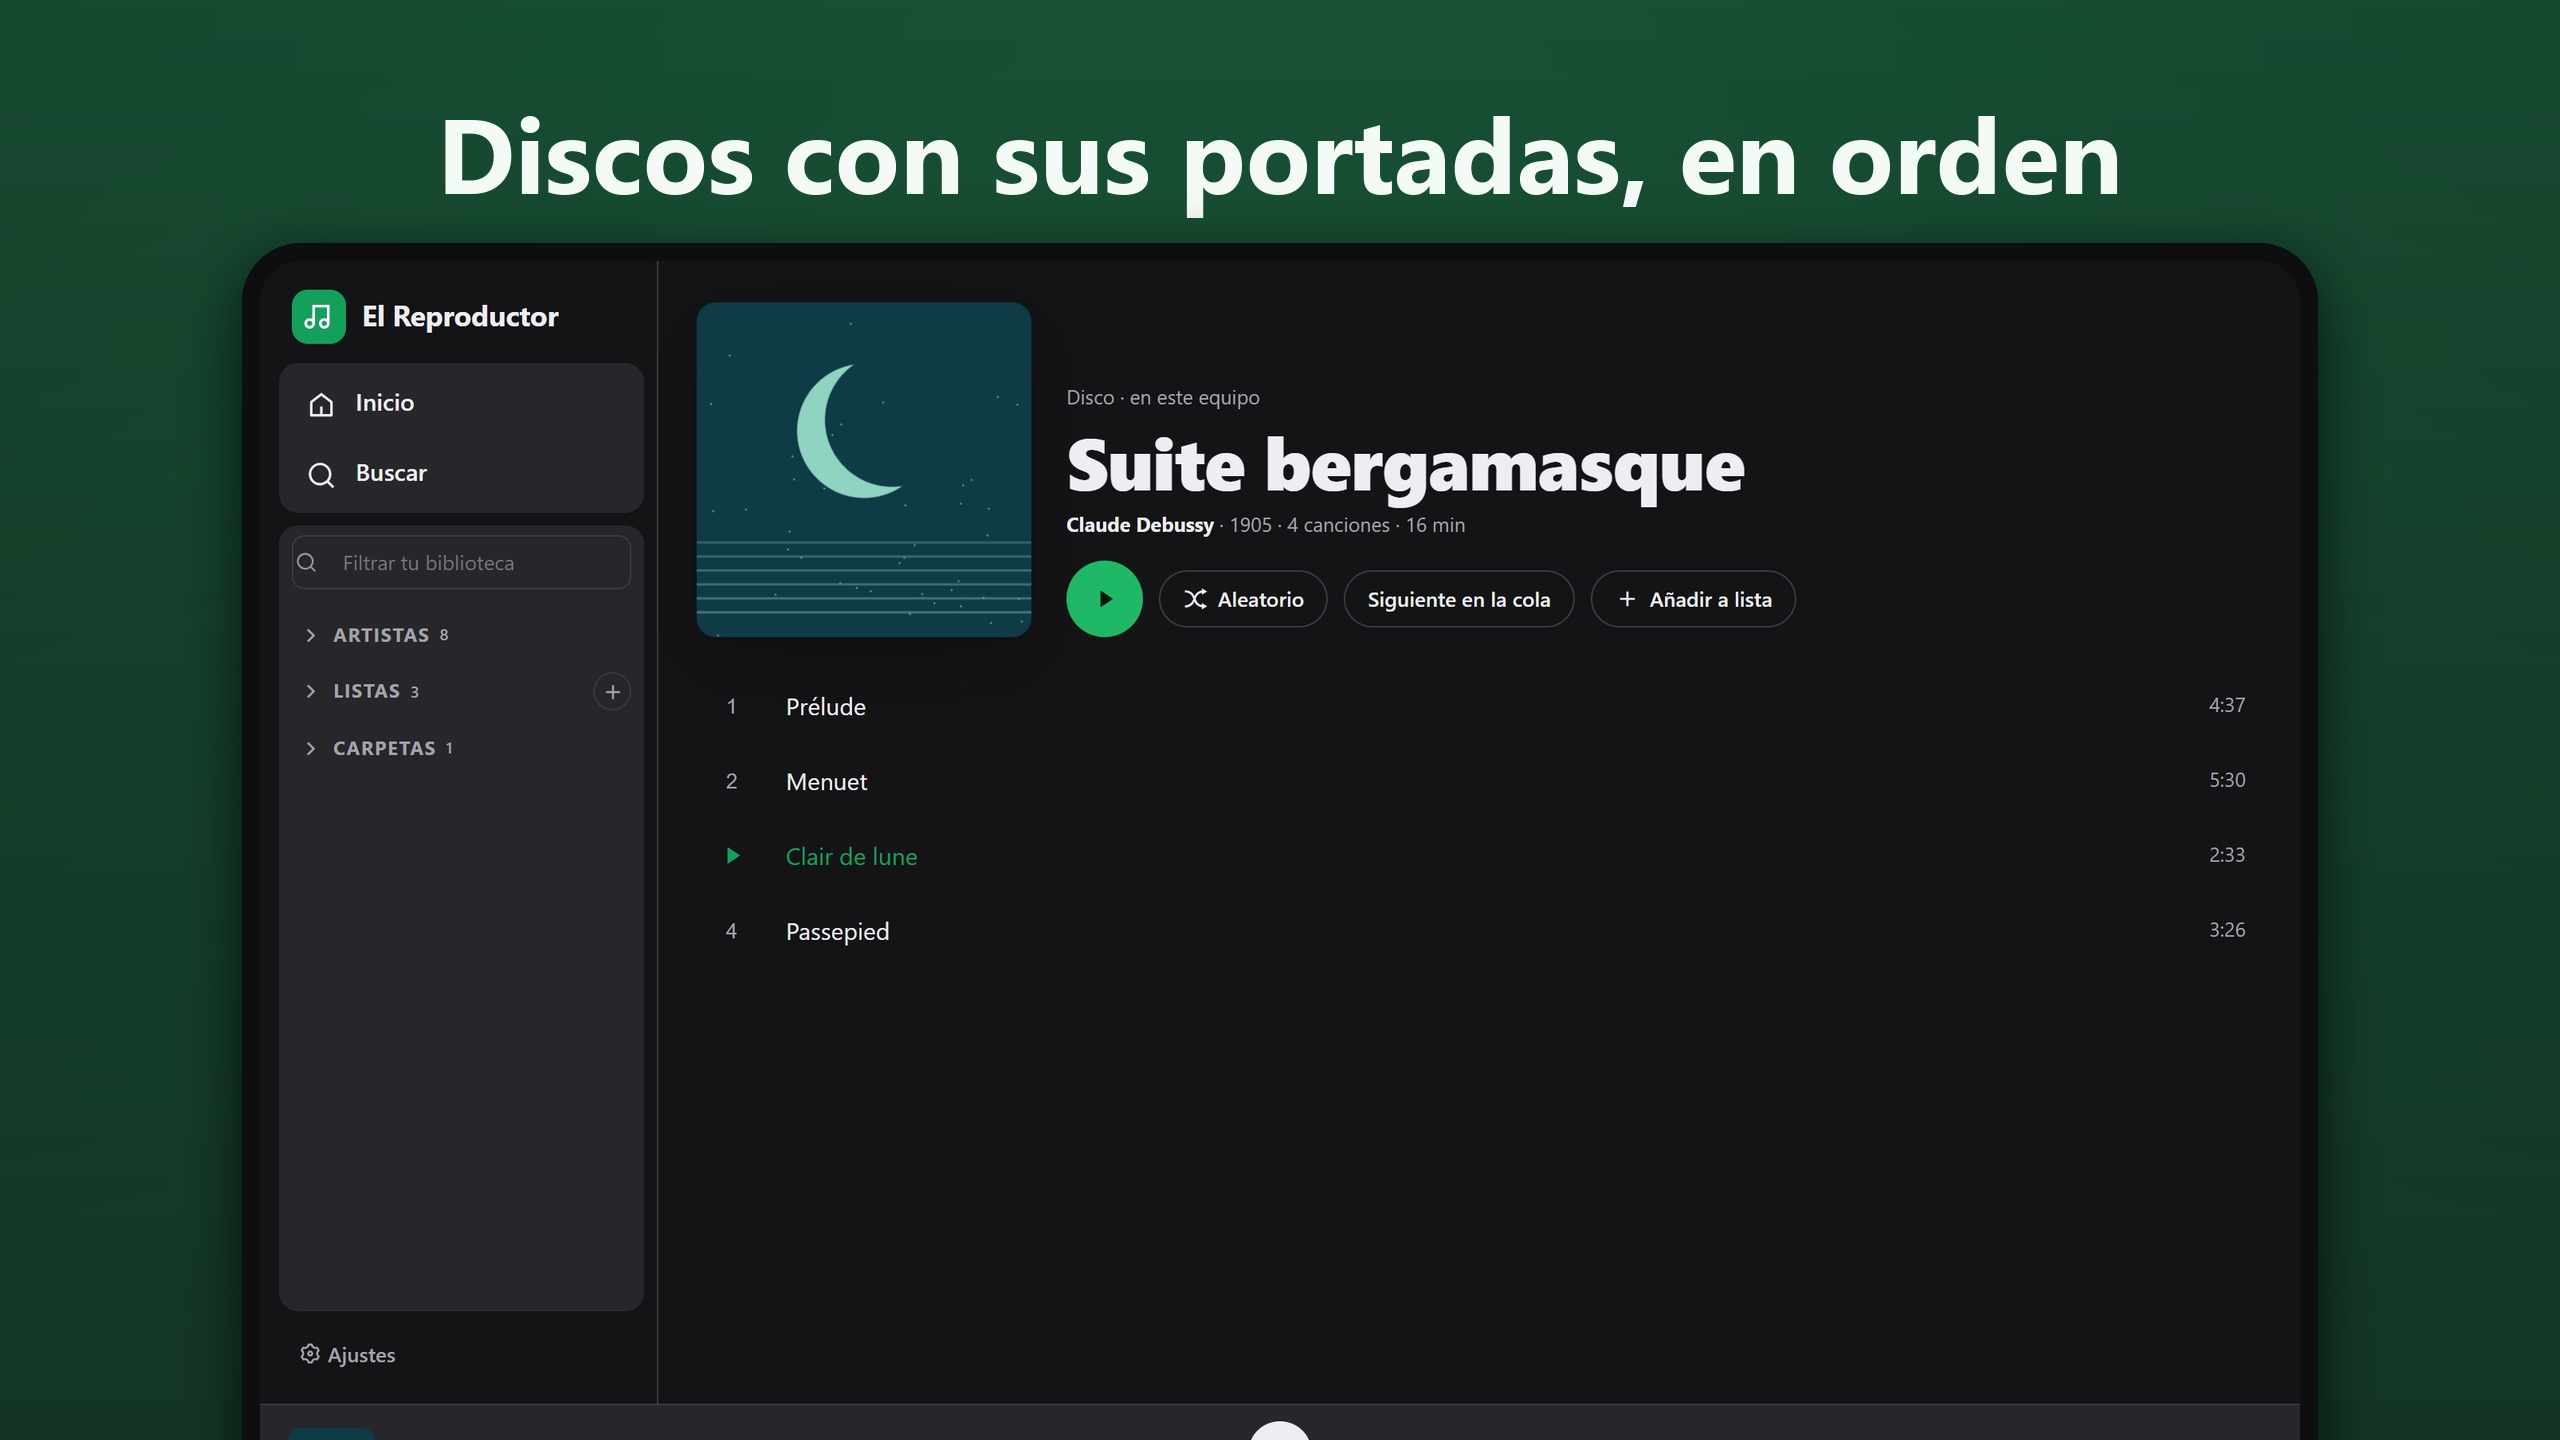 Discos con sus portadas, en orden
El Reproductor
Inicio
Buscar
Filtrar tu biblioteca
ARTISTAS 8
LISTAS 3
CARPETAS 1
Ajustes
Disco · en este equipo
Suite bergamasque
Claude Debussy · 1905 · 4 canciones · 16 min
Aleatorio
Siguiente en la cola
Añadir a lista
1 Prélude 4:37
2 Menuet 5:30
Clair de lune 2:33
4 Passepied 3:26